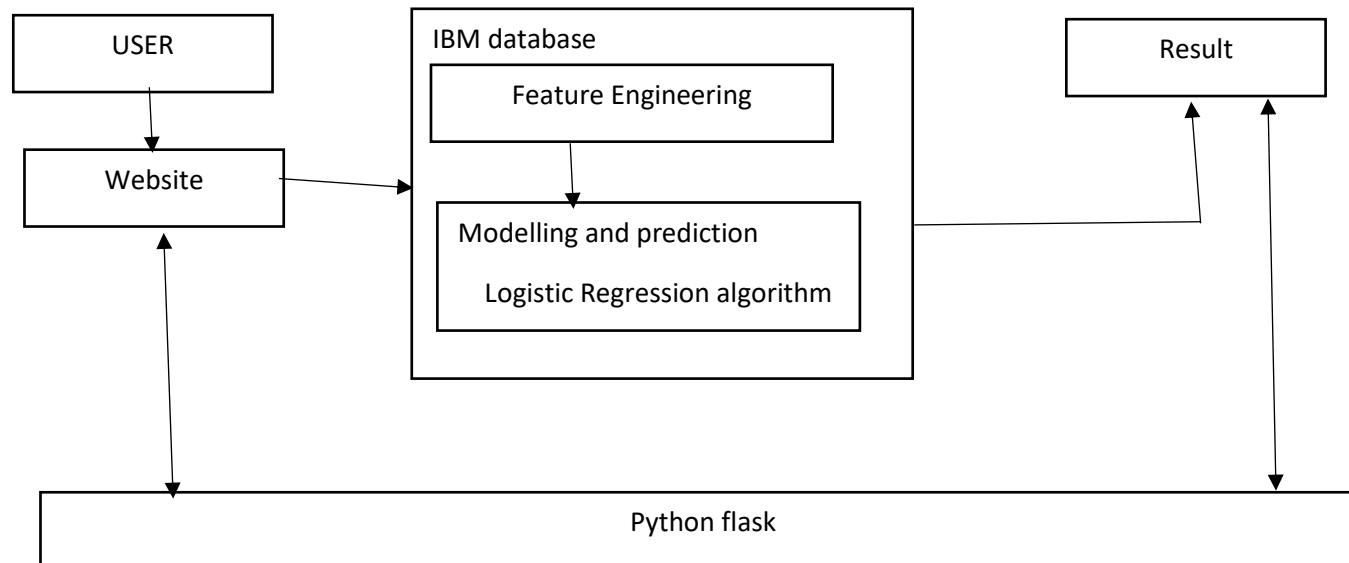 USER
Website
IBM database
Feature Engineering
Modelling and prediction
Logistic Regression algorithm
Result
Python flask